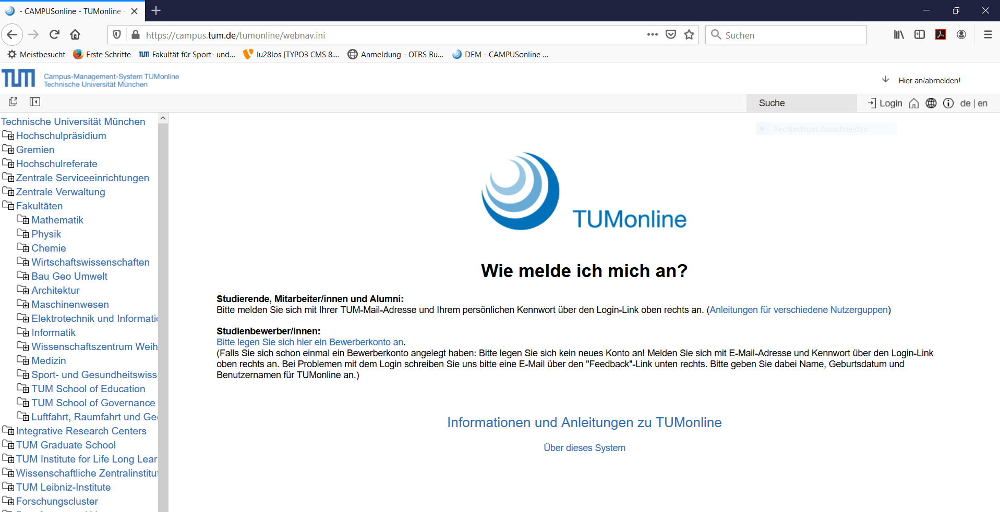 - CAMPUSonline - TUMonline -
https://campus.tum.de/tumonline/webnav.ini
Suchen
Meistbesucht
Erste Schritte
TUM Fakultät für Sport- und...
lu28los [TYPO3 CMS 8....
Anmeldung - OTRS Bu...
DEM - CAMPUSonline ...
TUM
Campus-Management-System TUMonline
Technische Universität München
Hier an/abmelden!
Suche
Login
de | en
Rechteckiges Ausschneiden
Technische Universität München
Hochschulpräsidium
Gremien
Hochschulreferate
Zentrale Serviceeinrichtungen
Zentrale Verwaltung
Fakultäten
Mathematik
Physik
Chemie
Wirtschaftswissenschaften
Bau Geo Umwelt
Architektur
Maschinenwesen
Elektrotechnik und Informati
Informatik
Wissenschaftszentrum Weih
Medizin
Sport- und Gesundheitswiss
TUM School of Education
TUM School of Governance
Luftfahrt, Raumfahrt und Ge
Integrative Research Centers
TUM Graduate School
TUM Institute for Life Long Lear
Wissenschaftliche Zentralinstitu
TUM Leibniz-Institute
Forschungscluster
TUMonline
Wie melde ich mich an?
Studierende, Mitarbeiter/innen und Alumni:
Bitte melden Sie sich mit Ihrer TUM-Mail-Adresse und Ihrem persönlichen Kennwort über den Login-Link oben rechts an. (Anleitungen für verschiedene Nutzerguppen)
Studienbewerber/innen:
Bitte legen Sie sich hier ein Bewerberkonto an.
(Falls Sie sich schon einmal ein Bewerberkonto angelegt haben: Bitte legen Sie sich kein neues Konto an! Melden Sie sich mit E-Mail-Adresse und Kennwort über den Login-Link
oben rechts an. Bei Problemen mit dem Login schreiben Sie uns bitte eine E-Mail über den "Feedback"-Link unten rechts. Bitte geben Sie dabei Name, Geburtsdatum und
Benutzernamen für TUMonline an.)
Informationen und Anleitungen zu TUMonline
Über dieses System